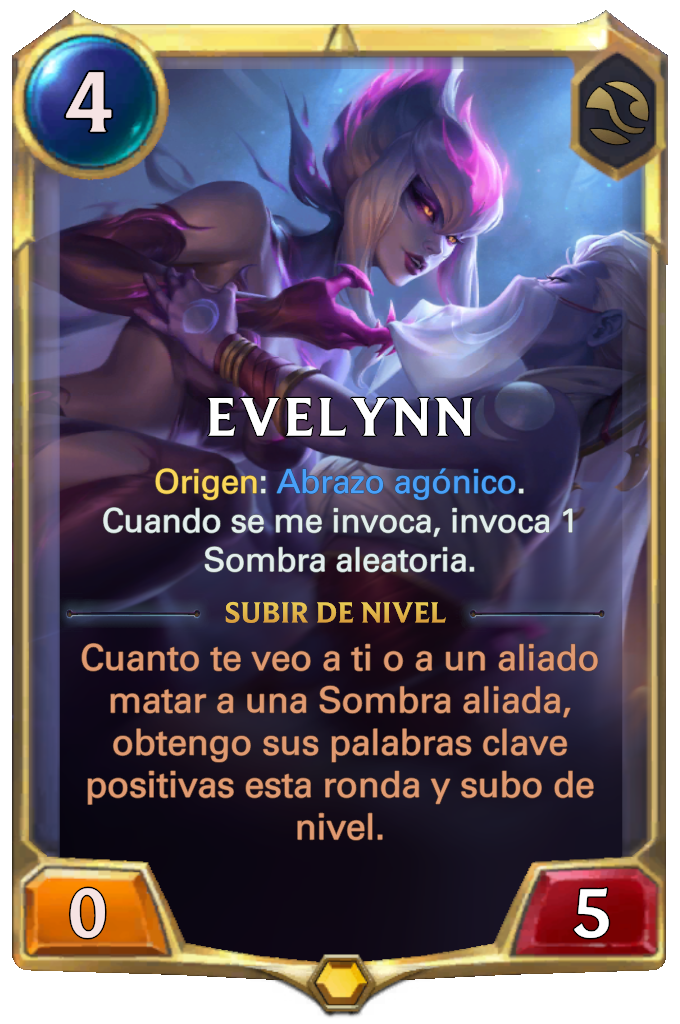 4
EVELYNN
Origen: Abrazo agónico.
Cuando se me invoca, invoca 1
Sombra aleatoria.
SUBIR DE NIVEL
Cuanto te veo a ti o a un aliado
matar a una Sombra aliada,
obtengo sus palabras clave
positivas esta ronda y subo de
nivel.
0
5